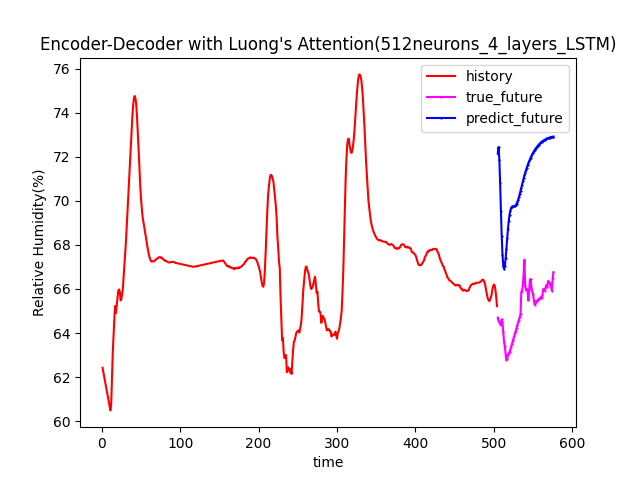 Encoder-Decoder with Luong's Attention(512neurons_4_layers_LSTM)
history
true_future
predict_future
Relative Humidity(%)
76
74
72
70
68
66
64
62
60
0 100 200 300 400 500 600
time